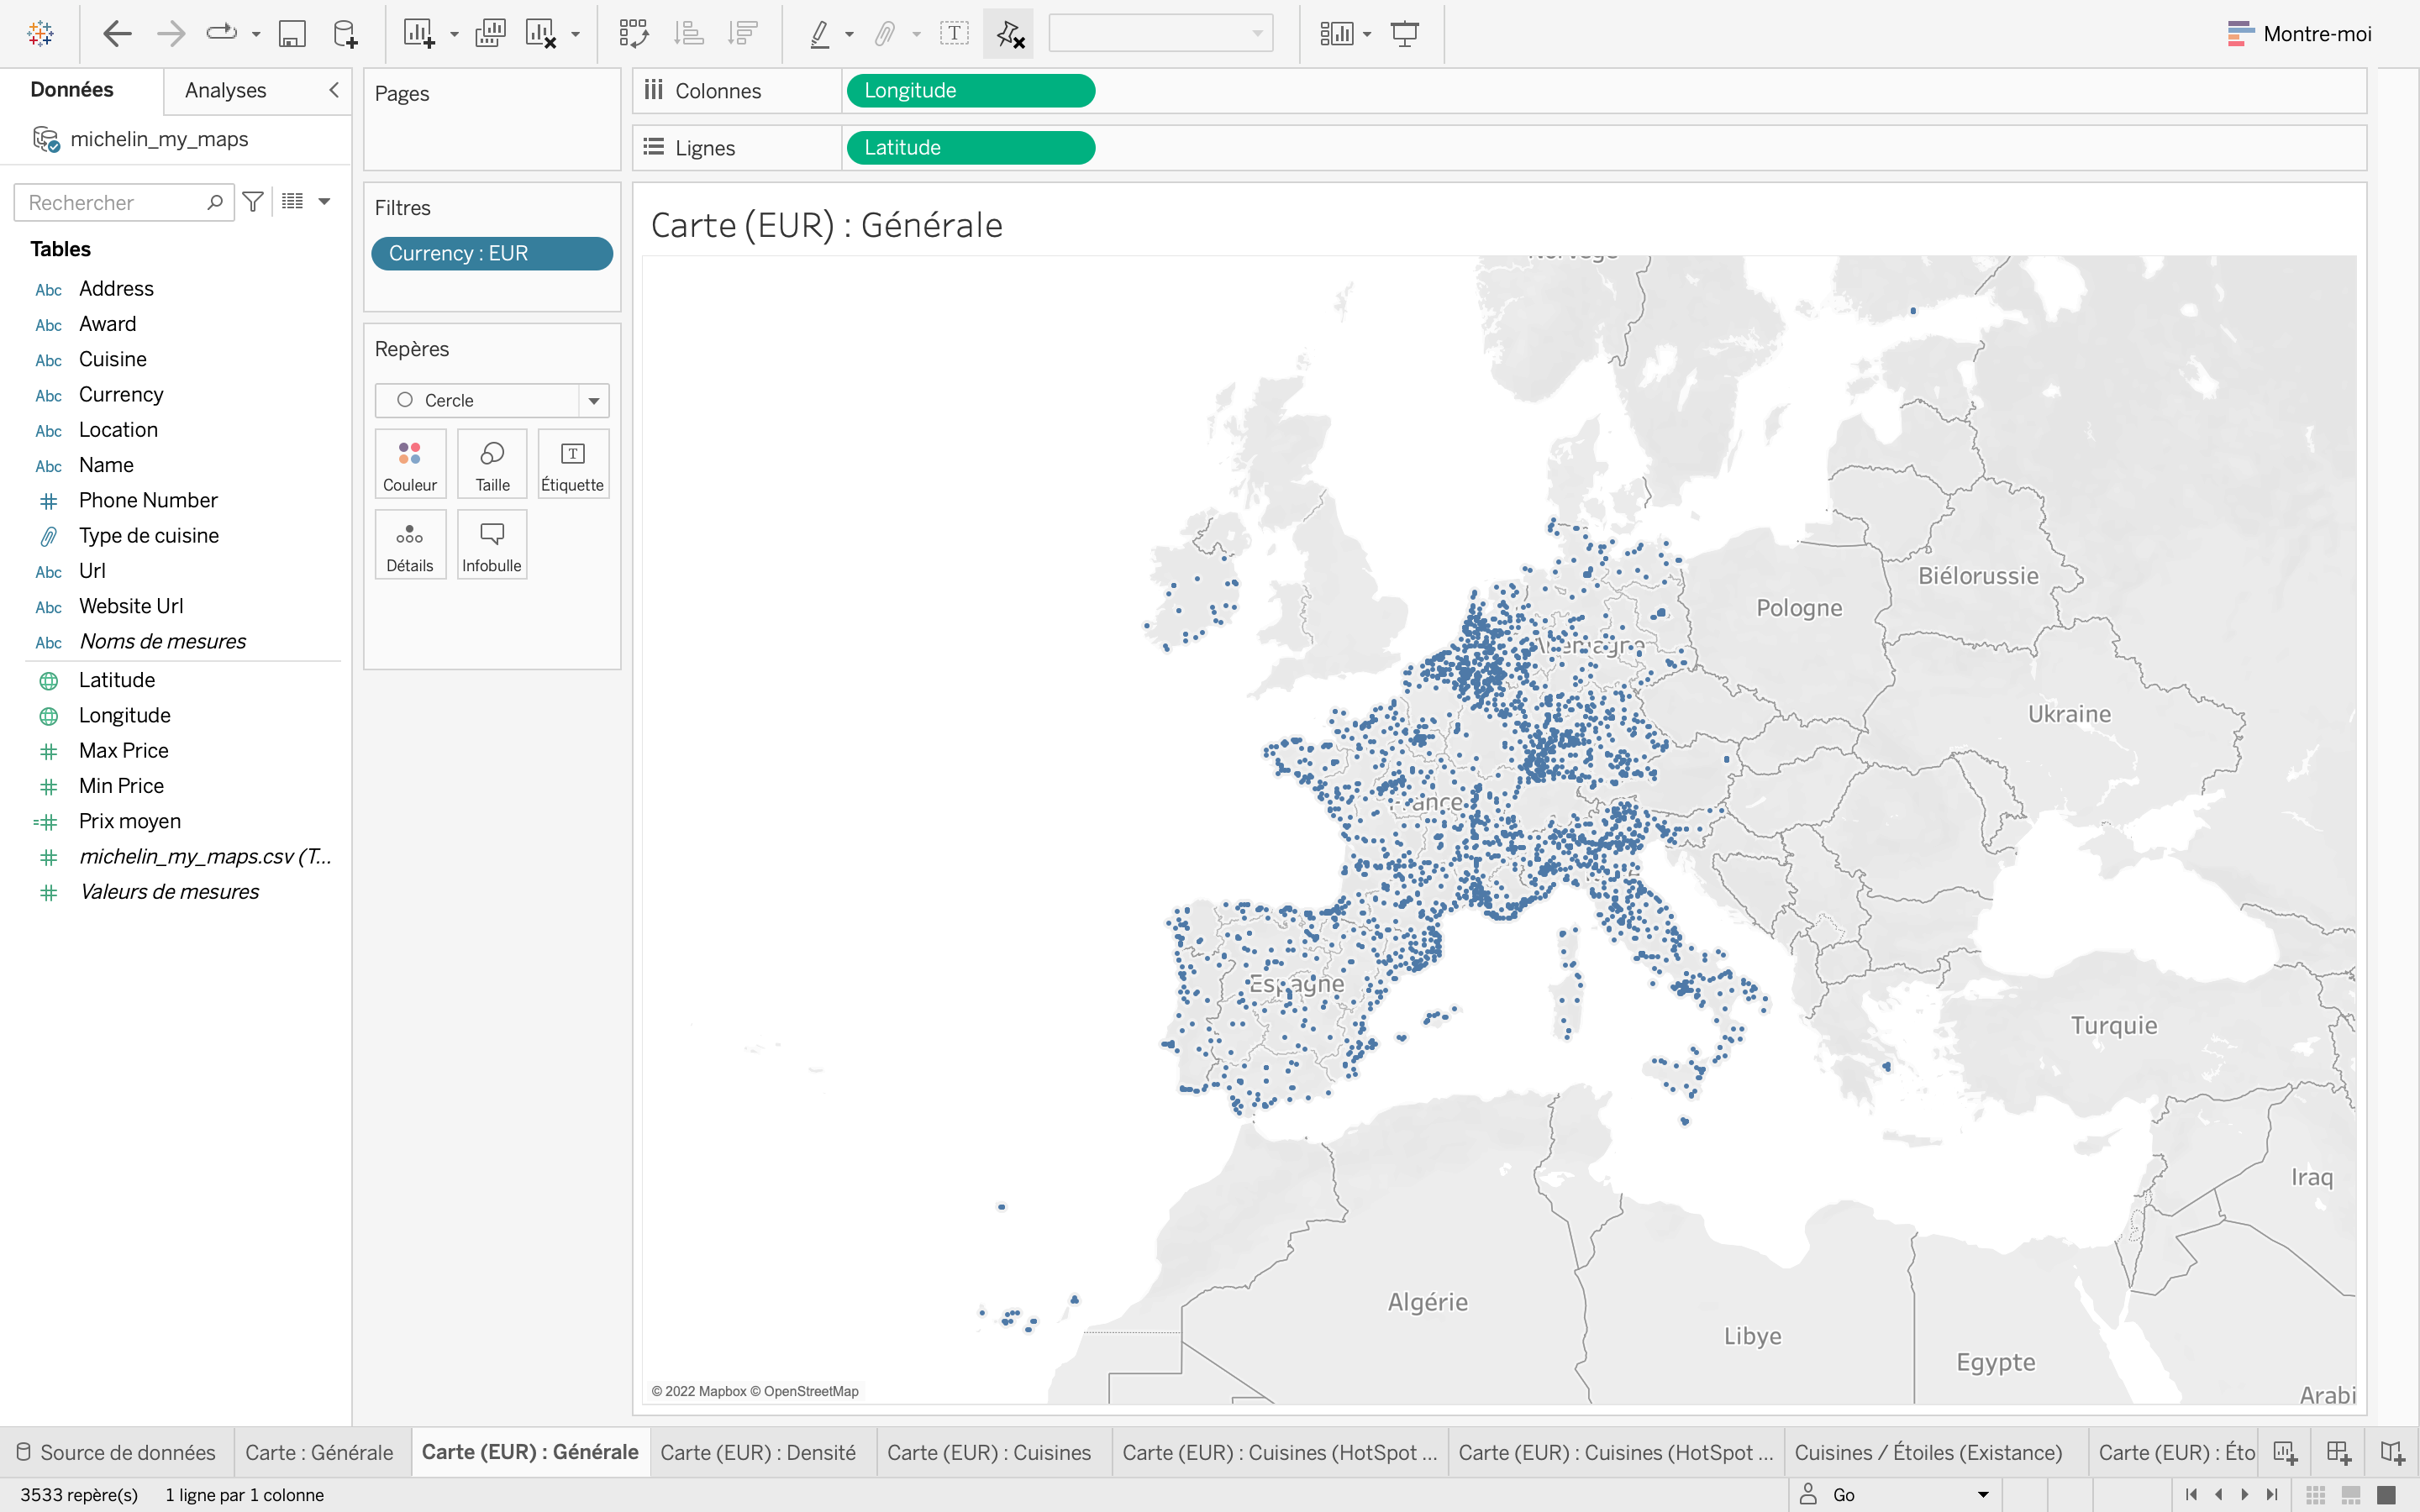 Montre-moi
Données
Analyses
michelin_my_maps
Rechercher
Tables
Abc Address
Abc Award
Abc Cuisine
Abc Currency
Abc Location
Abc Name
Phone Number
Type de cuisine
Abc Url
Abc Website Url
Abc Noms de mesures
Latitude
Longitude
Max Price
Min Price
Prix moyen
michelin_my_maps.csv (T...
Valeurs de mesures
Pages
Filtres
Currency : EUR
Repères
Cercle
Couleur
Taille
T
Étiquette
Détails
Infobulle
Colonnes
Longitude
Lignes
Latitude
Carte (EUR) : Générale
Norvège
Biélorussie
Pologne
Allemagne
Ukraine
France
Espagne
Turquie
Iraq
Algérie
Libye
Egypte
Arabi
© 2022 Mapbox © OpenStreetMap
Source de données
Carte : Générale
Carte (EUR) : Générale
Carte (EUR) : Densité
Carte (EUR) : Cuisines
Carte (EUR) : Cuisines (HotSpot ...
Carte (EUR) : Cuisines (HotSpot ...
Cuisines / Étoiles (Existance)
Carte (EUR) : Éto
3533 repère(s)
1 ligne par 1 colonne
Go